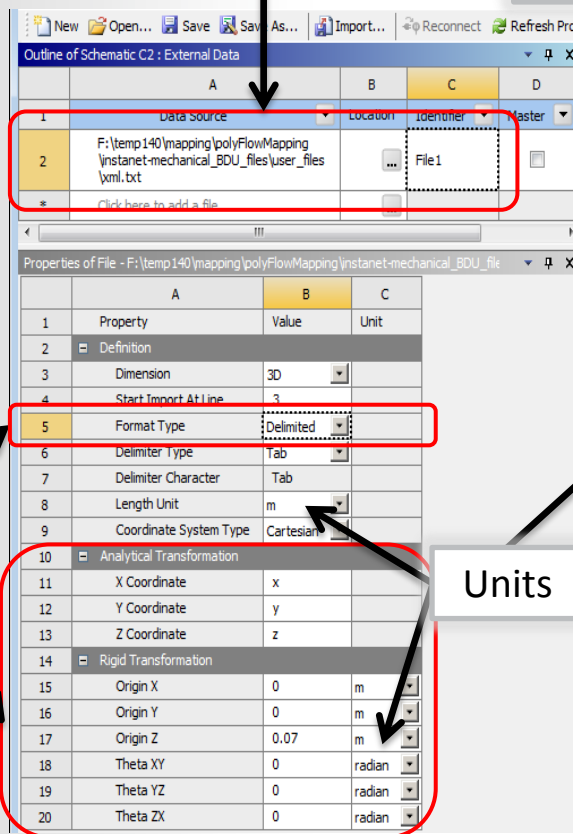 New Open... Save Save As... Import... Reconnect Refresh Pro
Outline of Schematic C2 : External Data
A B C D
1 Data Source Location Identifier Master
2 F:\temp140\mapping\polyFlowMapping
\instanet-mechanical_BDU_files\user_files
\xml.txt
... File1
* Click here to add a file ...
Properties of File - F:\temp140\mapping\polyFlowMapping\instanet-mechanical_BDU_file
A B C
1 Property Value Unit
2 Definition
3 Dimension 3D
4 Start Import At Line 3
5 Format Type Delimited
6 Delimiter Type Tab
7 Delimiter Character Tab
8 Length Unit m
9 Coordinate System Type Cartesian
10 Analytical Transformation
11 X Coordinate x
12 Y Coordinate y
13 Z Coordinate z
14 Rigid Transformation
15 Origin X 0 m
16 Origin Y 0 m
17 Origin Z 0.07 m
18 Theta XY 0 radian
19 Theta YZ 0 radian
20 Theta ZX 0 radian
Units